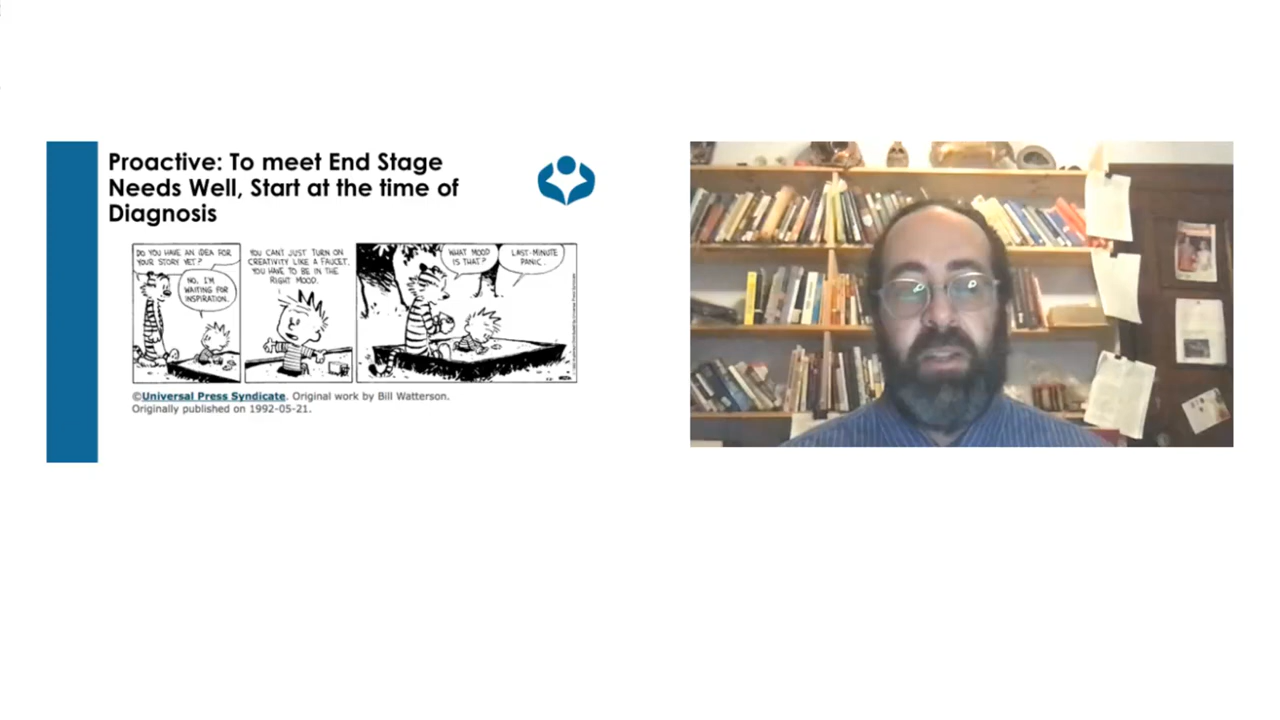 Proactive: To meet End Stage
Needs Well, Start at the time of
Diagnosis
DO YOU HAVE AN IDEA FOR
YOUR STORY YET?
NO, I'M
WAITING FOR
INSPIRATION.
YOU CAN'T JUST TURN ON
CREATIVITY LIKE A FAUCET.
YOU HAVE TO BE IN THE
RIGHT MOOD.
WHAT MOOD
IS THAT?
LAST-MINUTE
PANIC.
©Universal Press Syndicate. Original work by Bill Watterson.
Originally published on 1992-05-21.